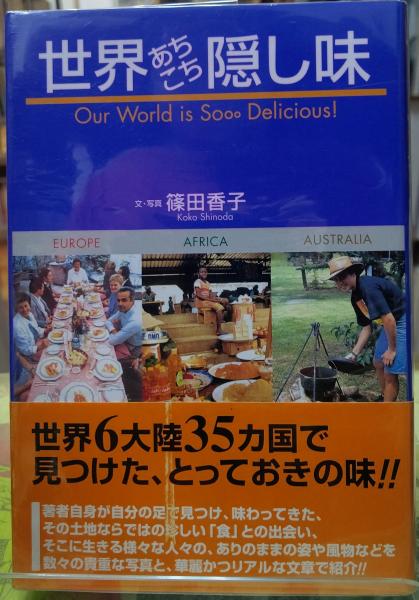 世界あちこち隠し味
Our World is Sooo Delicious!
文・写真 篠田香子
Koko Shinoda
EUROPE
AFRICA
AUSTRALIA
世界6大陸35カ国で
見つけた、とっておきの味!!
著者自身が自分の足で見つけ、味わってきた、
その土地ならではの珍しい「食」との出会い、
そこに生きる様々な人々の、ありのままの姿や風物などを
数々の貴重な写真と、華麗かつリアルな文章で紹介!!